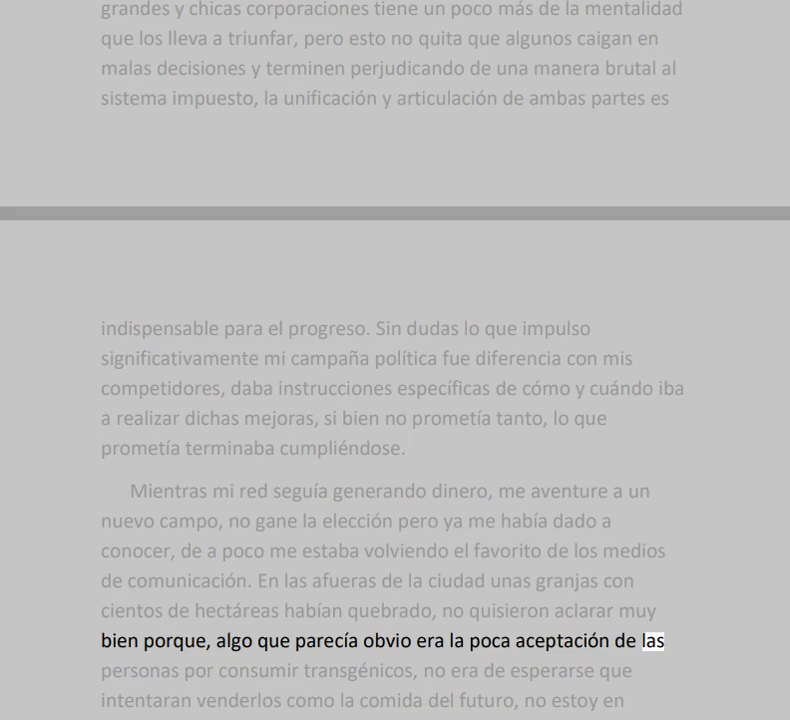 grandes y chicas corporaciones tiene un poco más de la mentalidad
que los lleva a triunfar, pero esto no quita que algunos caigan en
malas decisiones y terminen perjudicando de una manera brutal al
sistema impuesto, la unificación y articulación de ambas partes es
indispensable para el progreso. Sin dudas lo que impulso
significativamente mi campaña política fue diferencia con mis
competidores, daba instrucciones específicas de cómo y cuándo iba
a realizar dichas mejoras, si bien no prometía tanto, lo que
prometía terminaba cumpliéndose.
Mientras mi red seguía generando dinero, me aventure a un
nuevo campo, no gane la elección pero ya me había dado a
conocer, de a poco me estaba volviendo el favorito de los medios
de comunicación. En las afueras de la ciudad unas granjas con
cientos de hectáreas habían quebrado, no quisieron aclarar muy
bien porque, algo que parecía obvio era la poca aceptación de las
personas por consumir transgénicos, no era de esperarse que
intentaran venderlos como la comida del futuro, no estoy en